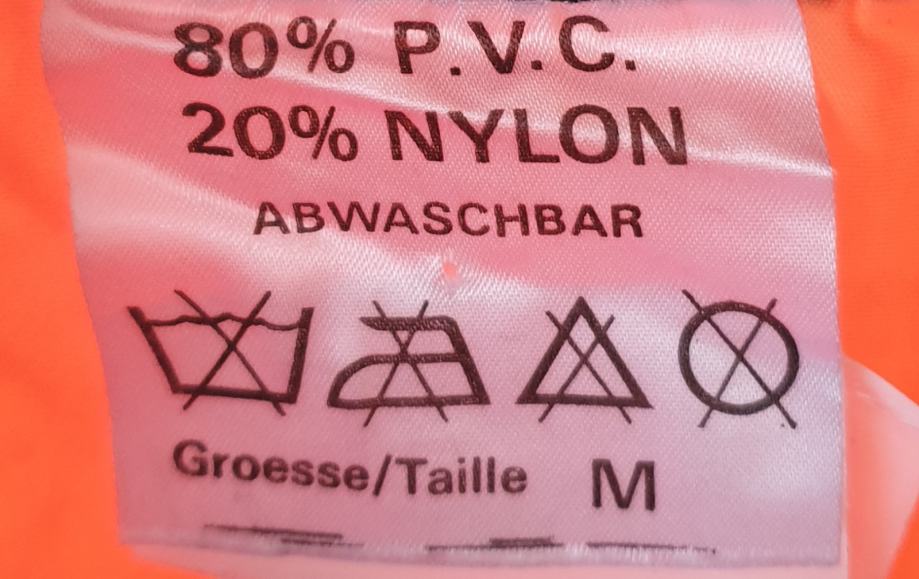 80% P.V.C.
20% NYLON
ABWASCHBAR
Groesse/Taille M